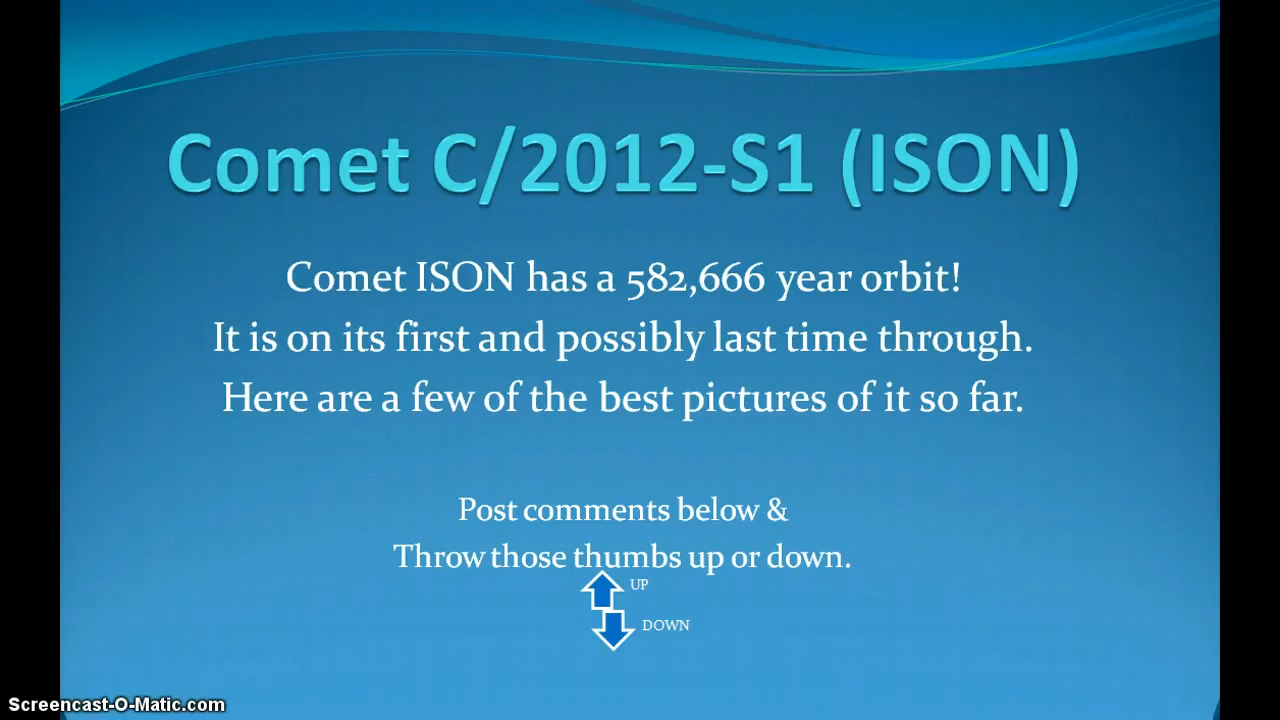 Comet C/2012-S1 (ISON)
Comet ISON has a 582,666 year orbit!
It is on its first and possibly last time through.
Here are a few of the best pictures of it so far.
Post comments below &
Throw those thumbs up or down.
UP
DOWN
Screencast-O-Matic.com